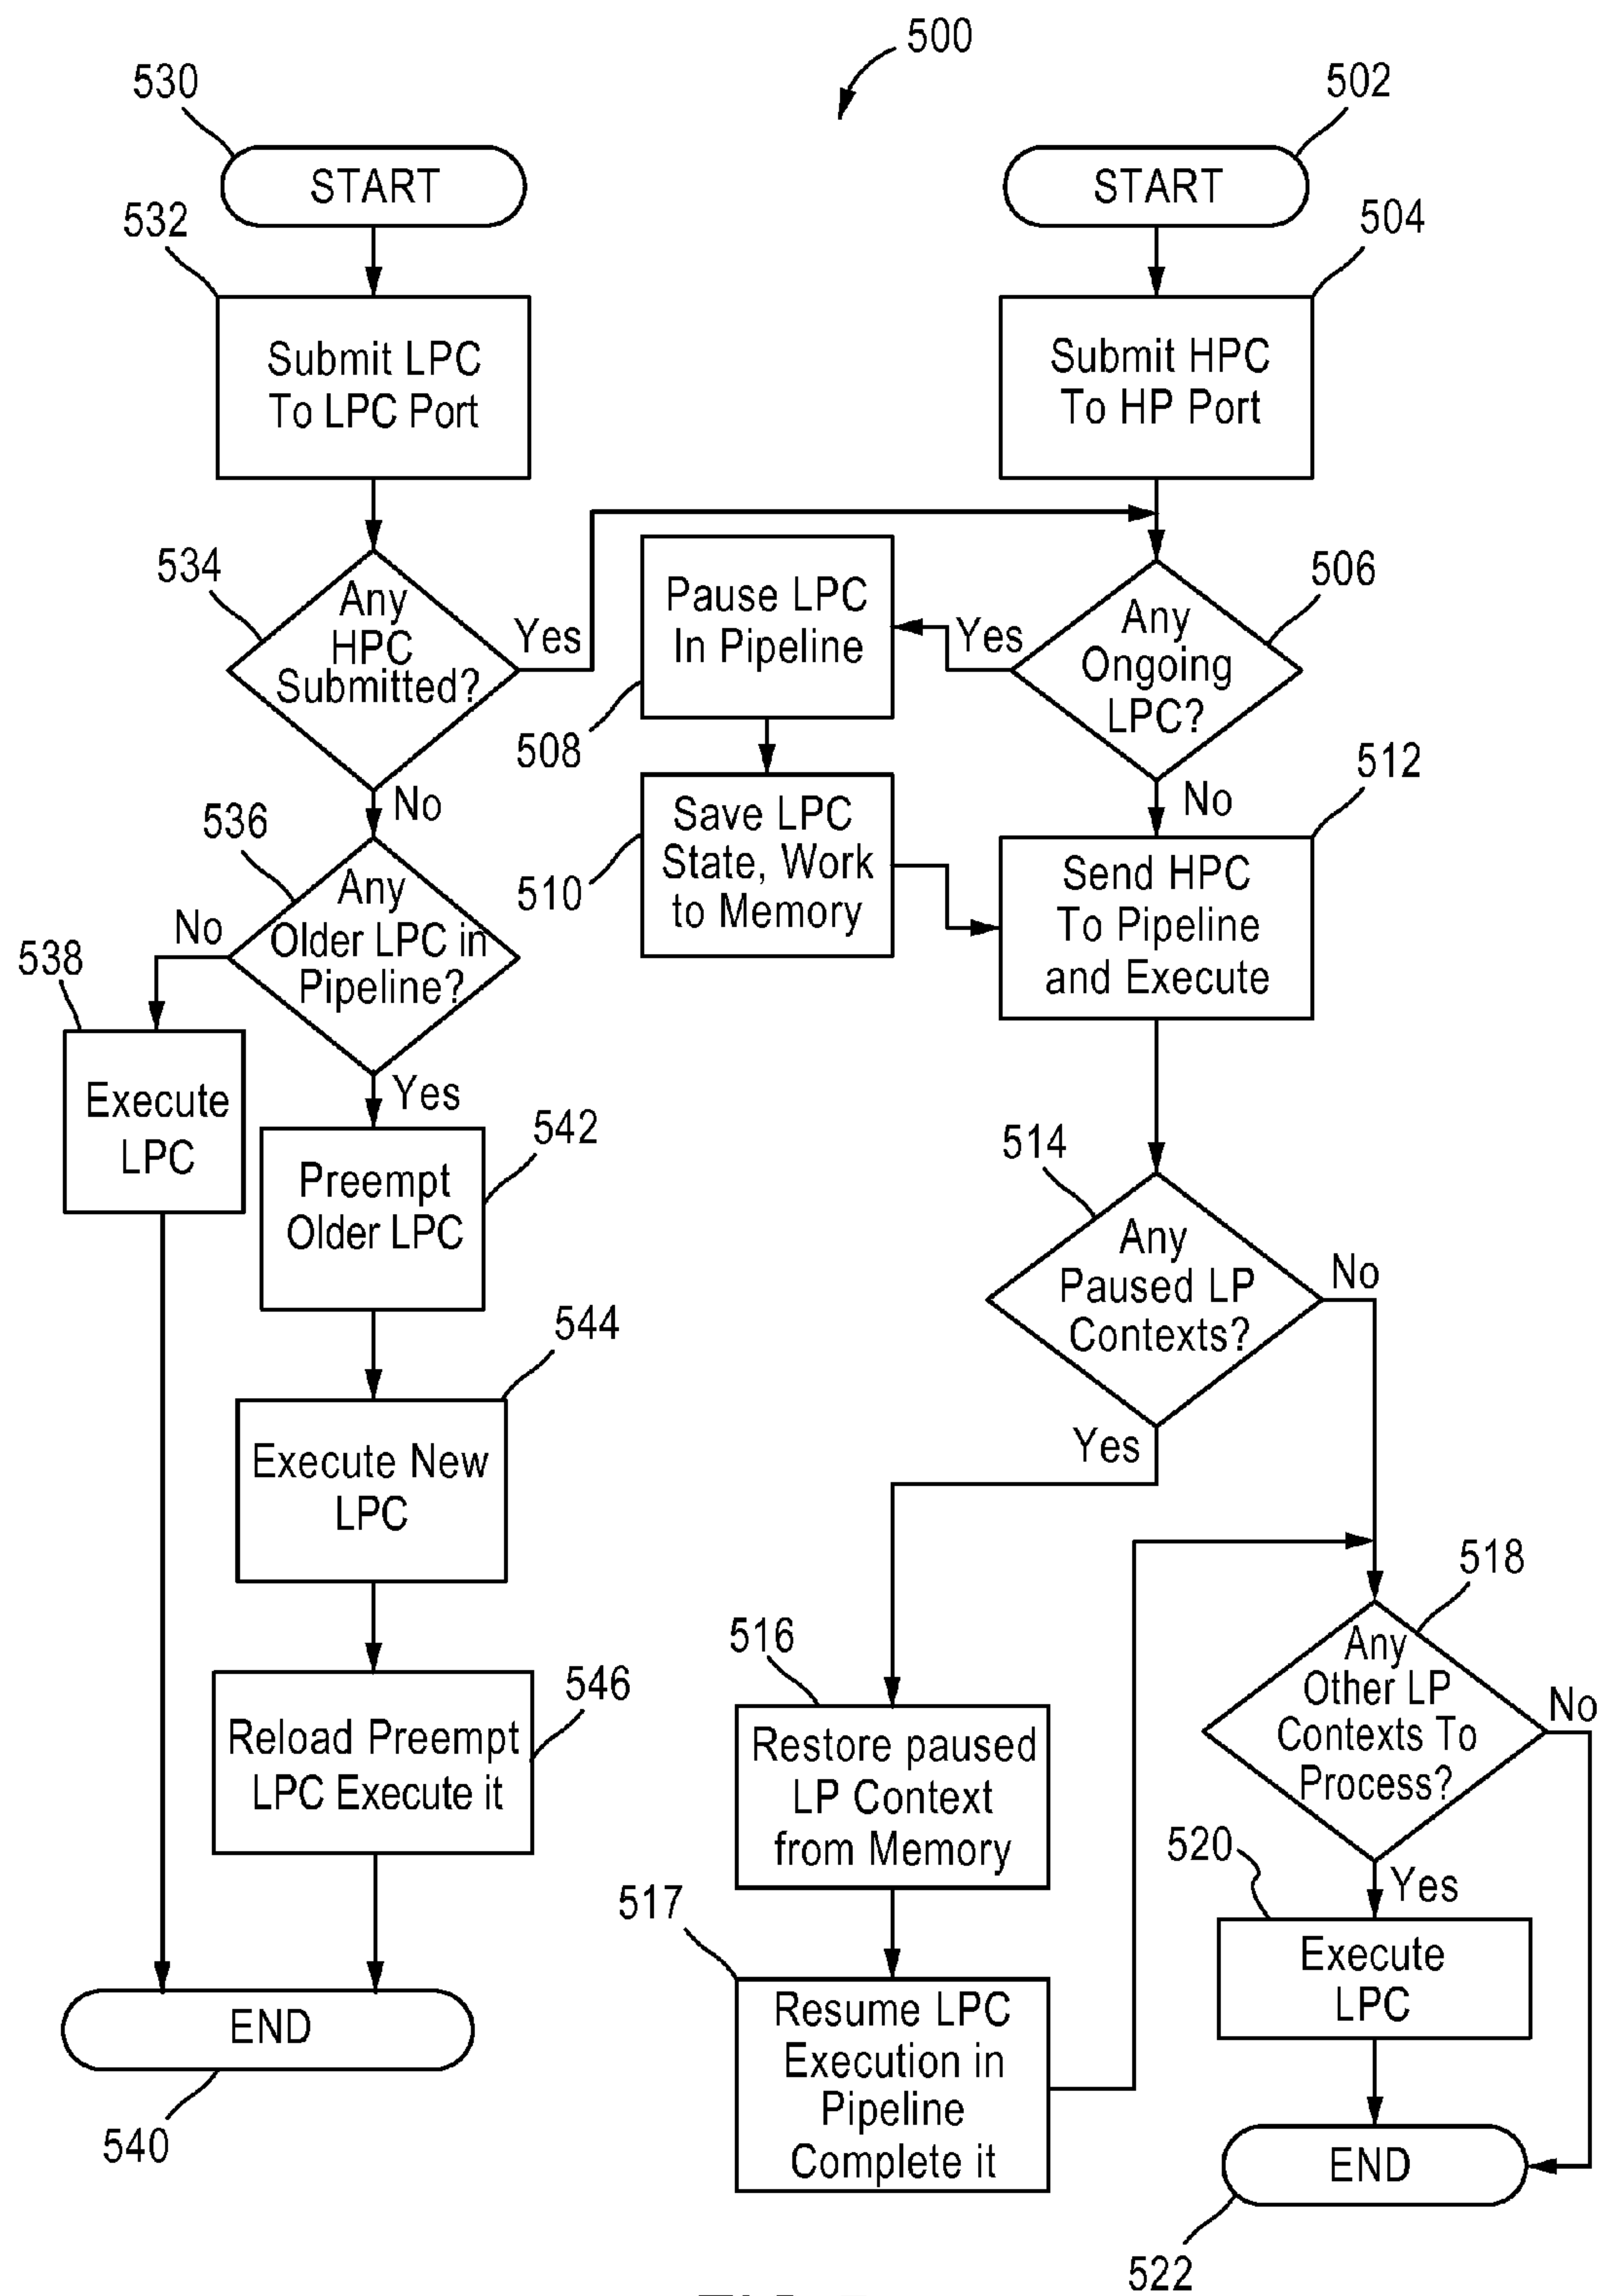 500
530
START
532
Submit LPC
To LPC Port
534
Any
HPC
Submitted?
Yes
No
536
Any
Older LPC in
Pipeline?
No
Yes
538
Execute
LPC
542
Preempt
Older LPC
544
Execute New
LPC
546
Reload Preempt
LPC Execute it
END
540
502
START
504
Submit HPC
To HP Port
506
Any
Ongoing
LPC?
Yes
No
Pause LPC
In Pipeline
508
Save LPC
State, Work
to Memory
510
512
Send HPC
To Pipeline
and Execute
514
Any
Paused LP
Contexts?
No
Yes
516
Restore paused
LP Context
from Memory
517
Resume LPC
Execution in
Pipeline
Complete it
518
Any
Other LP
Contexts To
Process?
No
Yes
520
Execute
LPC
END
522